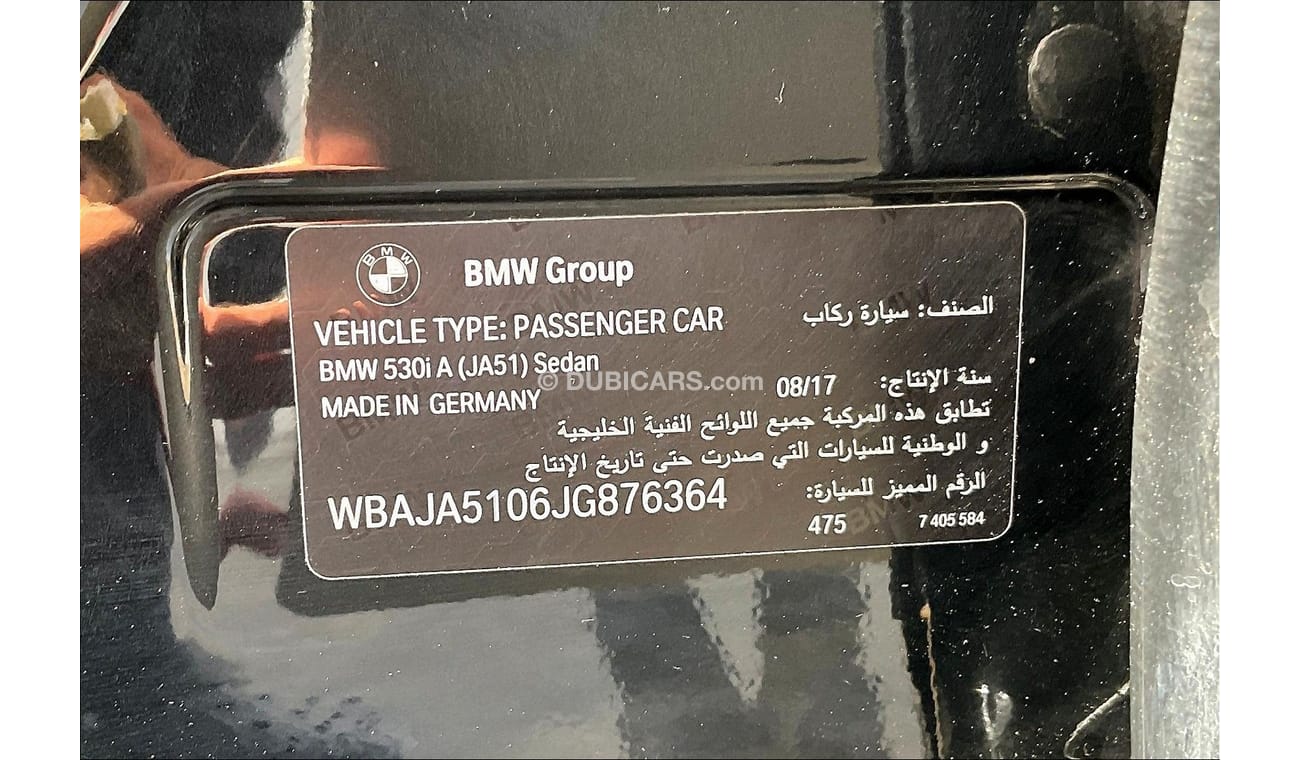 BMW
BMW Group
VEHICLE TYPE: PASSENGER CAR
الصنف: سيارة ركاب
BMW 530i A (JA51) Sedan
© DUBICARS.com
MADE IN GERMANY
سنة الإنتاج: 08/17
تطابق هذه المركبة جميع اللوائح الفنية الخليجية
و الوطنية للسيارات التي صدرت حتى تاريخ الإنتاج
الرقم المميز للسيارة:
WBAJA5106JG876364
475 7 405 584